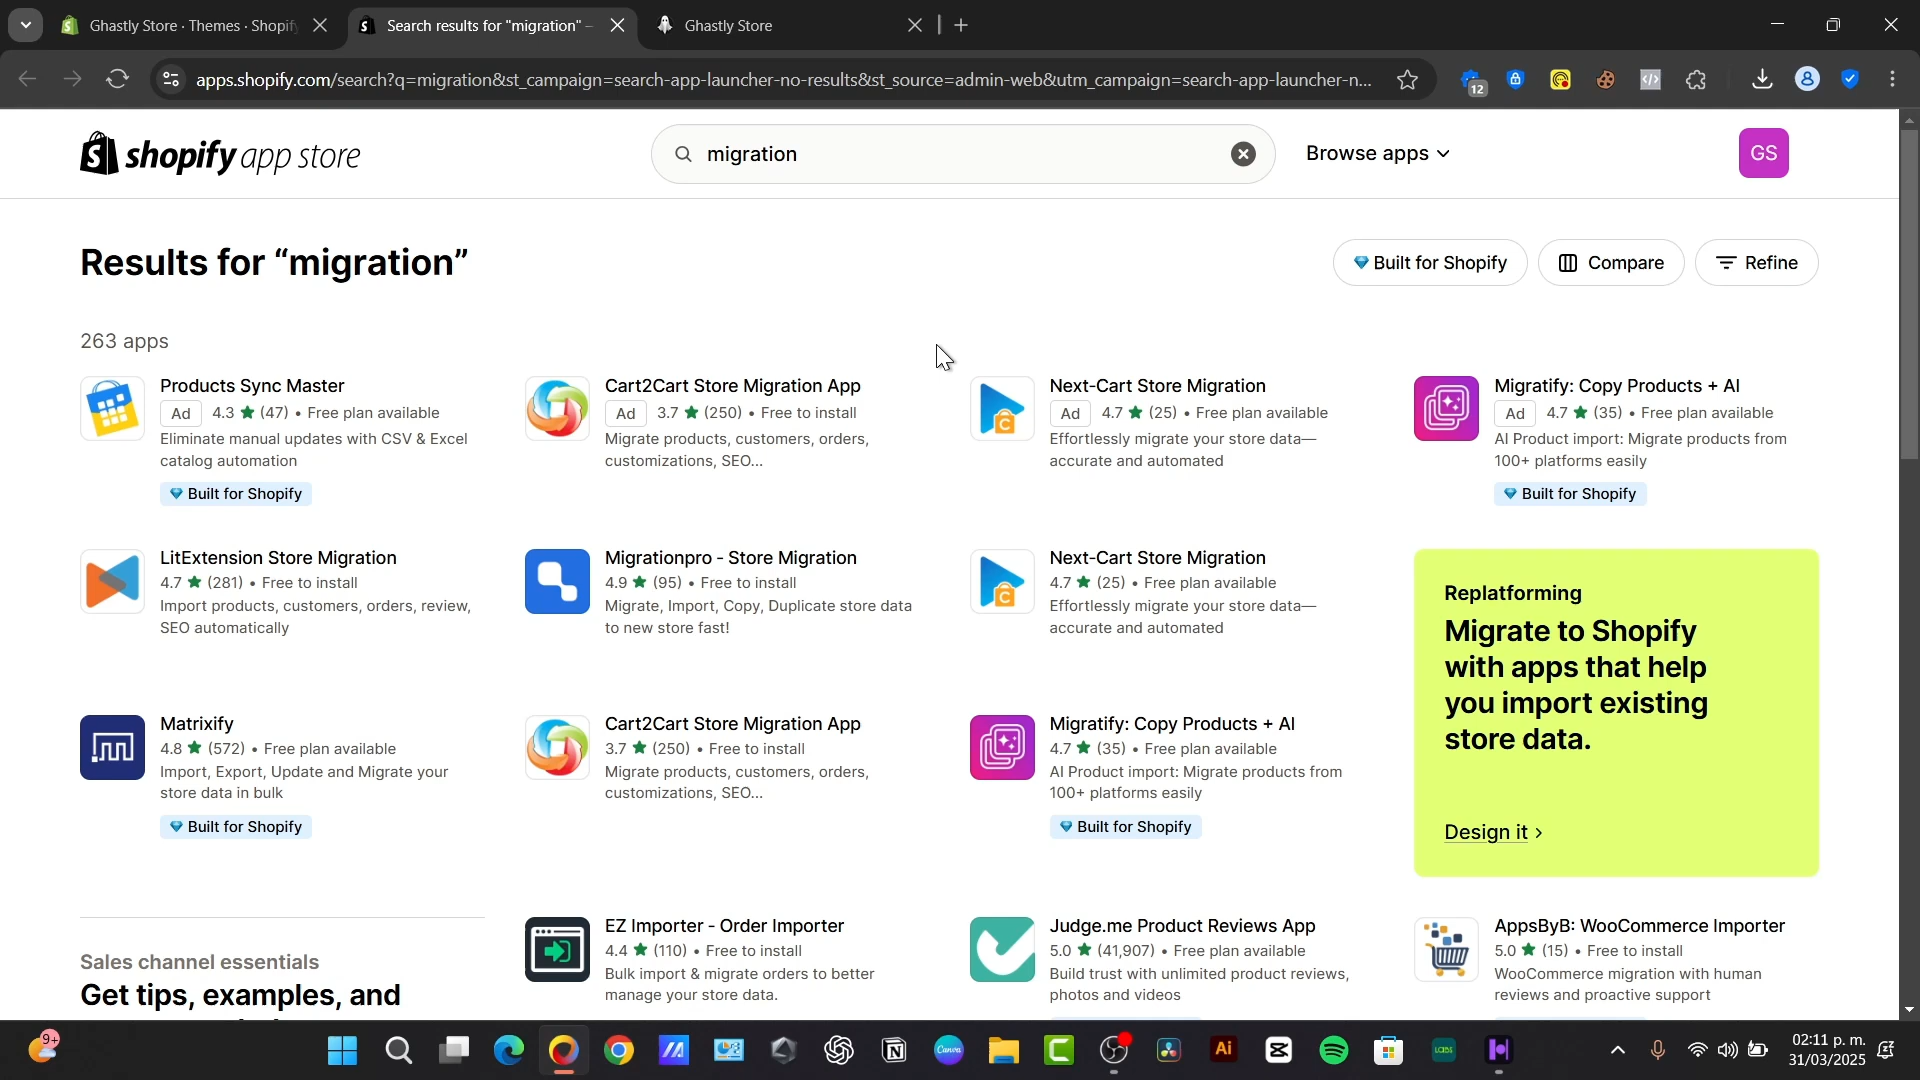 Ghastly Store · Themes · Shopif
Search results for "migration" –
Ghastly Store
apps.shopify.com/search?q=migration&st_campaign=search-app-launcher-no-results&st_source=admin-web&utm_campaign=search-app-launcher-n...
12
shopify app store
migration
Browse apps
GS
Results for “migration”
Built for Shopify
Compare
Refine
263 apps
Products Sync Master
Ad 4.3 ★ (47) • Free plan available
Eliminate manual updates with CSV & Excel
catalog automation
Built for Shopify
Cart2Cart Store Migration App
Ad 3.7 ★ (250) • Free to install
Migrate products, customers, orders,
customizations, SEO...
Next-Cart Store Migration
Ad 4.7 ★ (25) • Free plan available
Effortlessly migrate your store data—
accurate and automated
Migratify: Copy Products + AI
Ad 4.7 ★ (35) • Free plan available
AI Product import: Migrate products from
100+ platforms easily
Built for Shopify
LitExtension Store Migration
4.7 ★ (281) • Free to install
Import products, customers, orders, review,
SEO automatically
Migrationpro - Store Migration
4.9 ★ (95) • Free to install
Migrate, Import, Copy, Duplicate store data
to new store fast!
Next-Cart Store Migration
4.7 ★ (25) • Free plan available
Effortlessly migrate your store data—
accurate and automated
Replatforming
Migrate to Shopify
with apps that help
you import existing
store data.
Design it ›
Matrixify
4.8 ★ (572) • Free plan available
Import, Export, Update and Migrate your
store data in bulk
Built for Shopify
Cart2Cart Store Migration App
3.7 ★ (250) • Free to install
Migrate products, customers, orders,
customizations, SEO...
Migratify: Copy Products + AI
4.7 ★ (35) • Free plan available
AI Product import: Migrate products from
100+ platforms easily
Built for Shopify
Sales channel essentials
Get tips, examples, and
EZ Importer - Order Importer
4.4 ★ (110) • Free to install
Bulk import & migrate orders to better
manage your store data.
Judge.me Product Reviews App
5.0 ★ (41,907) • Free plan available
Build trust with unlimited product reviews,
photos and videos
AppsByB: WooCommerce Importer
5.0 ★ (15) • Free to install
WooCommerce migration with human
reviews and proactive support
9+
Canva
Ai
LABS
02:11 p. m.
31/03/2025